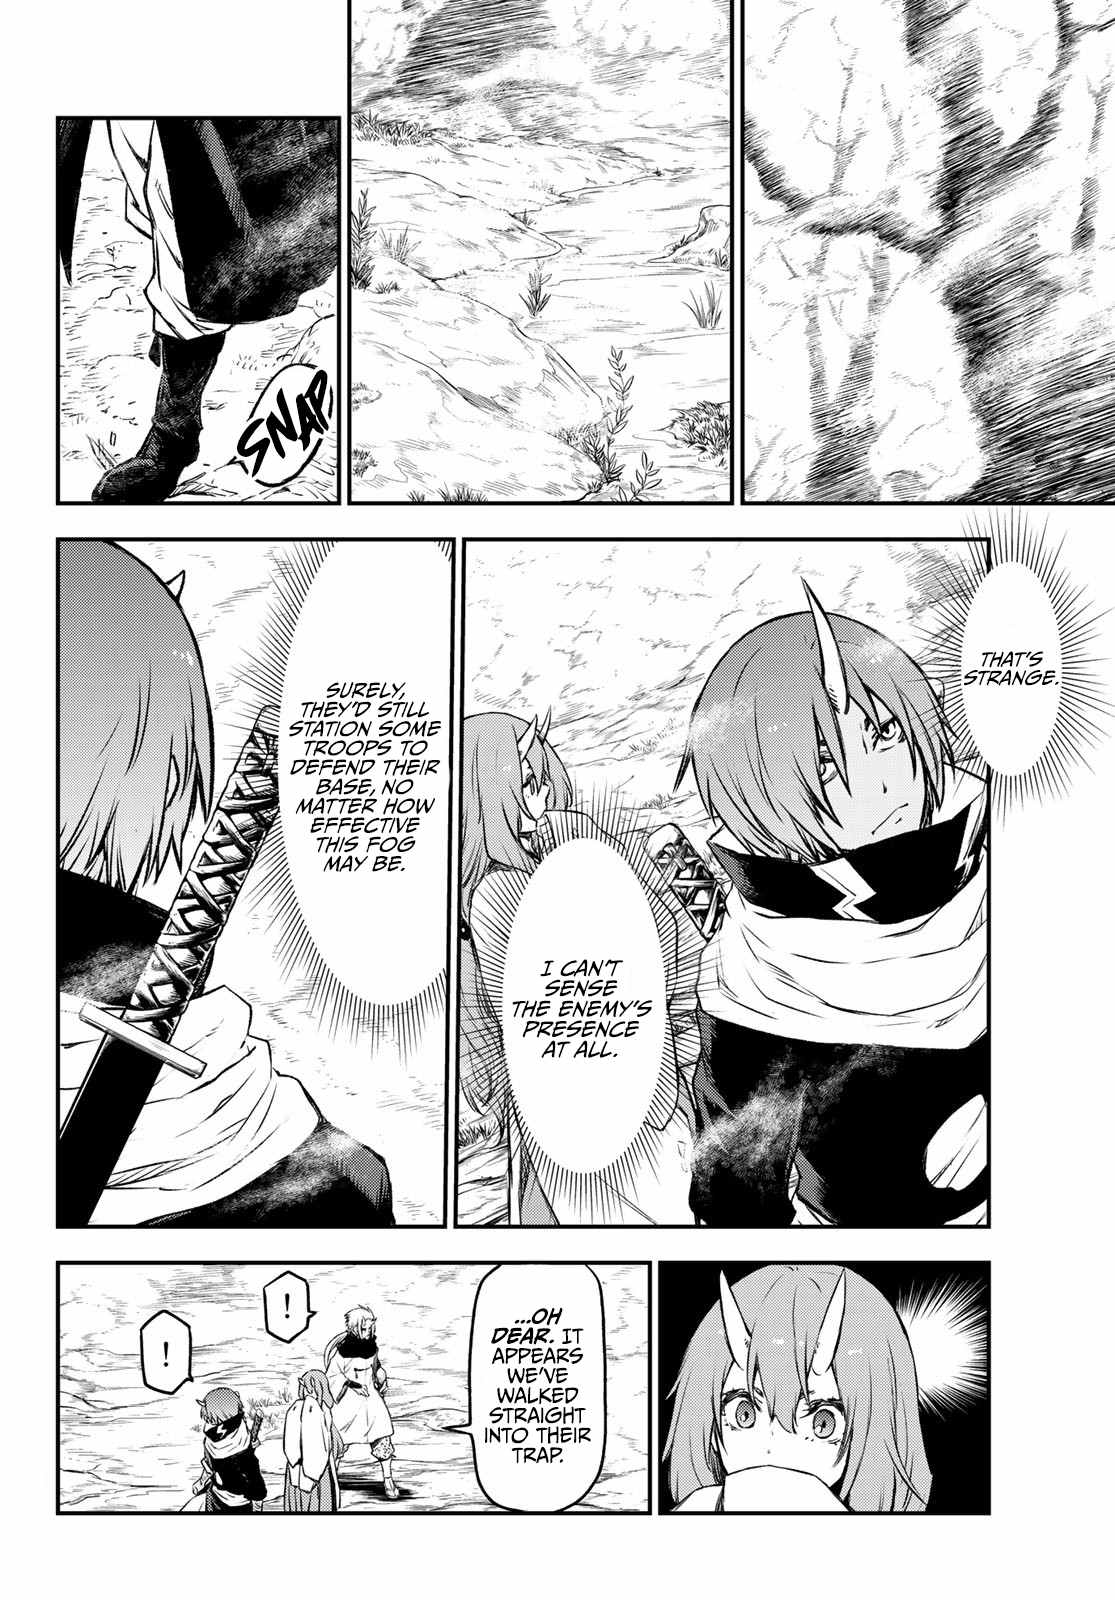 SNAP
THAT'S
STRANGE.
I CAN'T
SENSE
THE ENEMY'S
PRESENCE
AT ALL.
SURELY,
THEY'D STILL
STATION SOME
TROOPS TO
DEFEND THEIR
BASE, NO
MATTER HOW
EFFECTIVE
THIS FOG
MAY BE.
...OH
DEAR. IT
APPEARS
WE'VE
WALKED
STRAIGHT
INTO THEIR
TRAP.
!
!